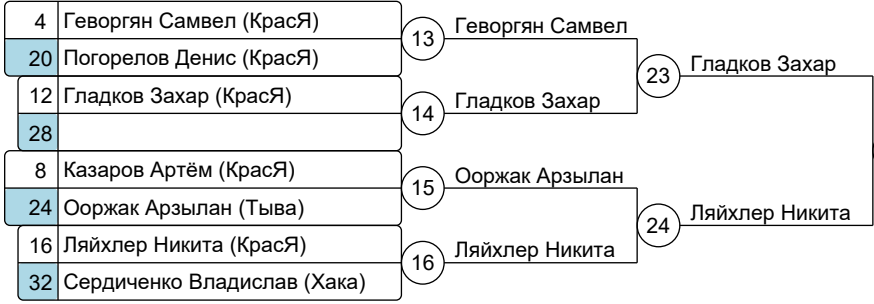 4 Геворгян Самвел (КрасЯ)
20 Погорелов Денис (КрасЯ)
12 Гладков Захар (КрасЯ)
28
8 Казаров Артём (КрасЯ)
24 Ооржак Арзылан (Тыва)
16 Ляйхлер Никита (КрасЯ)
32 Сердиченко Владислав (Хака)
13 Геворгян Самвел
14 Гладков Захар
15 Ооржак Арзылан
16 Ляйхлер Никита
23 Гладков Захар
24 Ляйхлер Никита